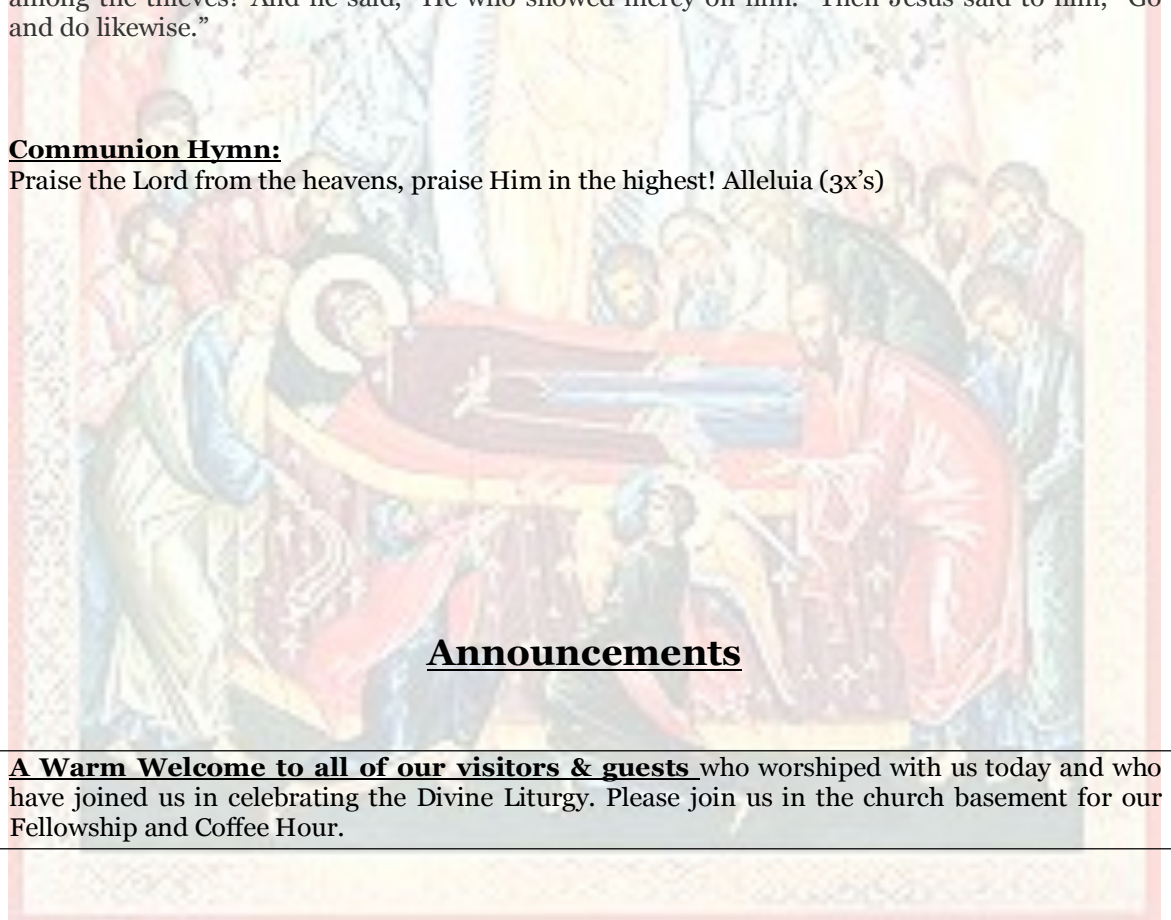 among the thieves? And he said, "He who showed mercy on him." Then Jesus said to him, "Go
and do likewise.”
Communion Hymn:
Praise the Lord from the heavens, praise Him in the highest! Alleluia (3x’s)
Announcements
A Warm Welcome to all of our visitors & guests who worshiped with us today and who
have joined us in celebrating the Divine Liturgy. Please join us in the church basement for our
Fellowship and Coffee Hour.